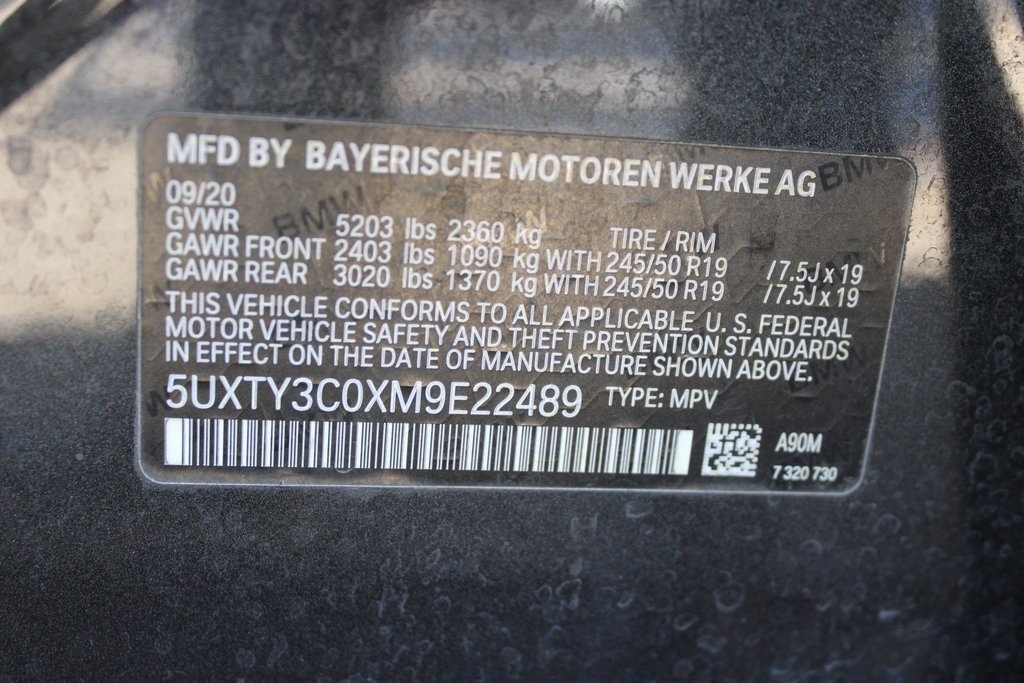 MFD BY BAYERISCHE MOTOREN WERKE AG
09/20
GVWR 5203 lbs 2360 kg TIRE / RIM
GAWR FRONT 2403 lbs 1090 kg WITH 245/50 R19 /7.5J x 19
GAWR REAR 3020 lbs 1370 kg WITH 245/50 R19 /7.5J x 19
THIS VEHICLE CONFORMS TO ALL APPLICABLE U. S. FEDERAL
MOTOR VEHICLE SAFETY AND THEFT PREVENTION STANDARDS
IN EFFECT ON THE DATE OF MANUFACTURE SHOWN ABOVE.
5UXTY3C0XM9E22489 TYPE: MPV
A90M
7 320 730
BMW
BMW